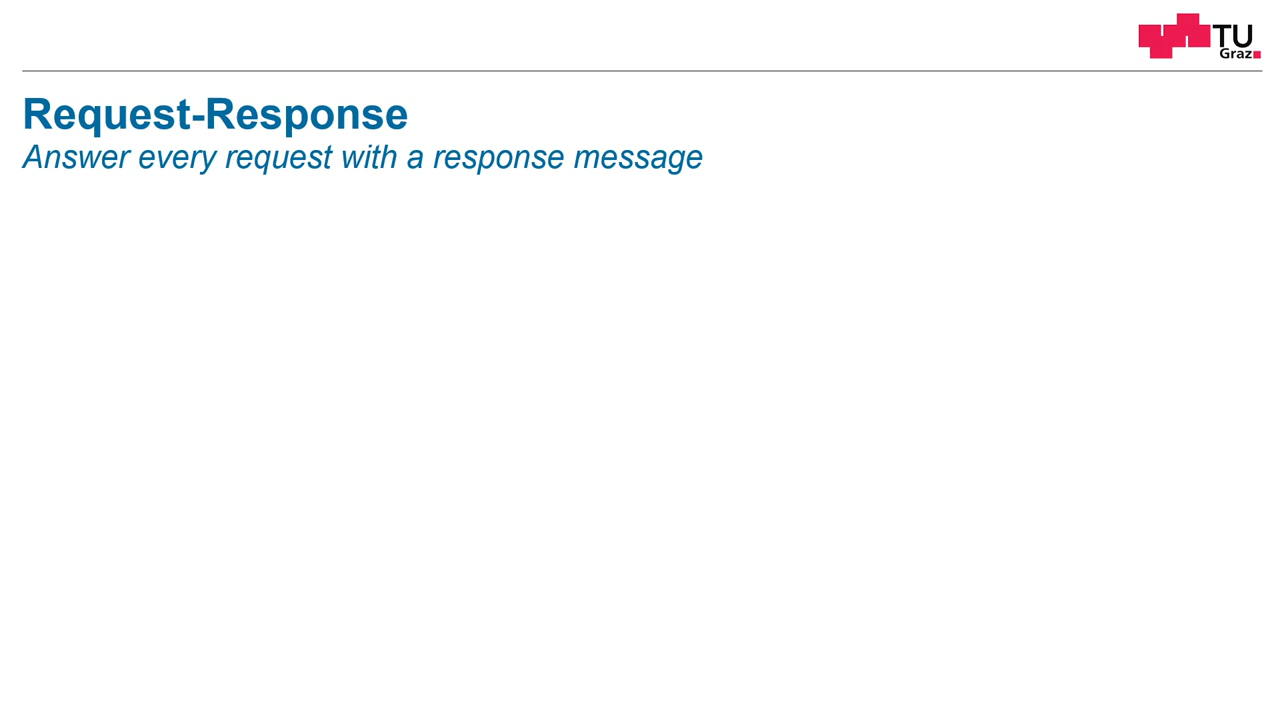 TU
Graz
Request-Response
Answer every request with a response message